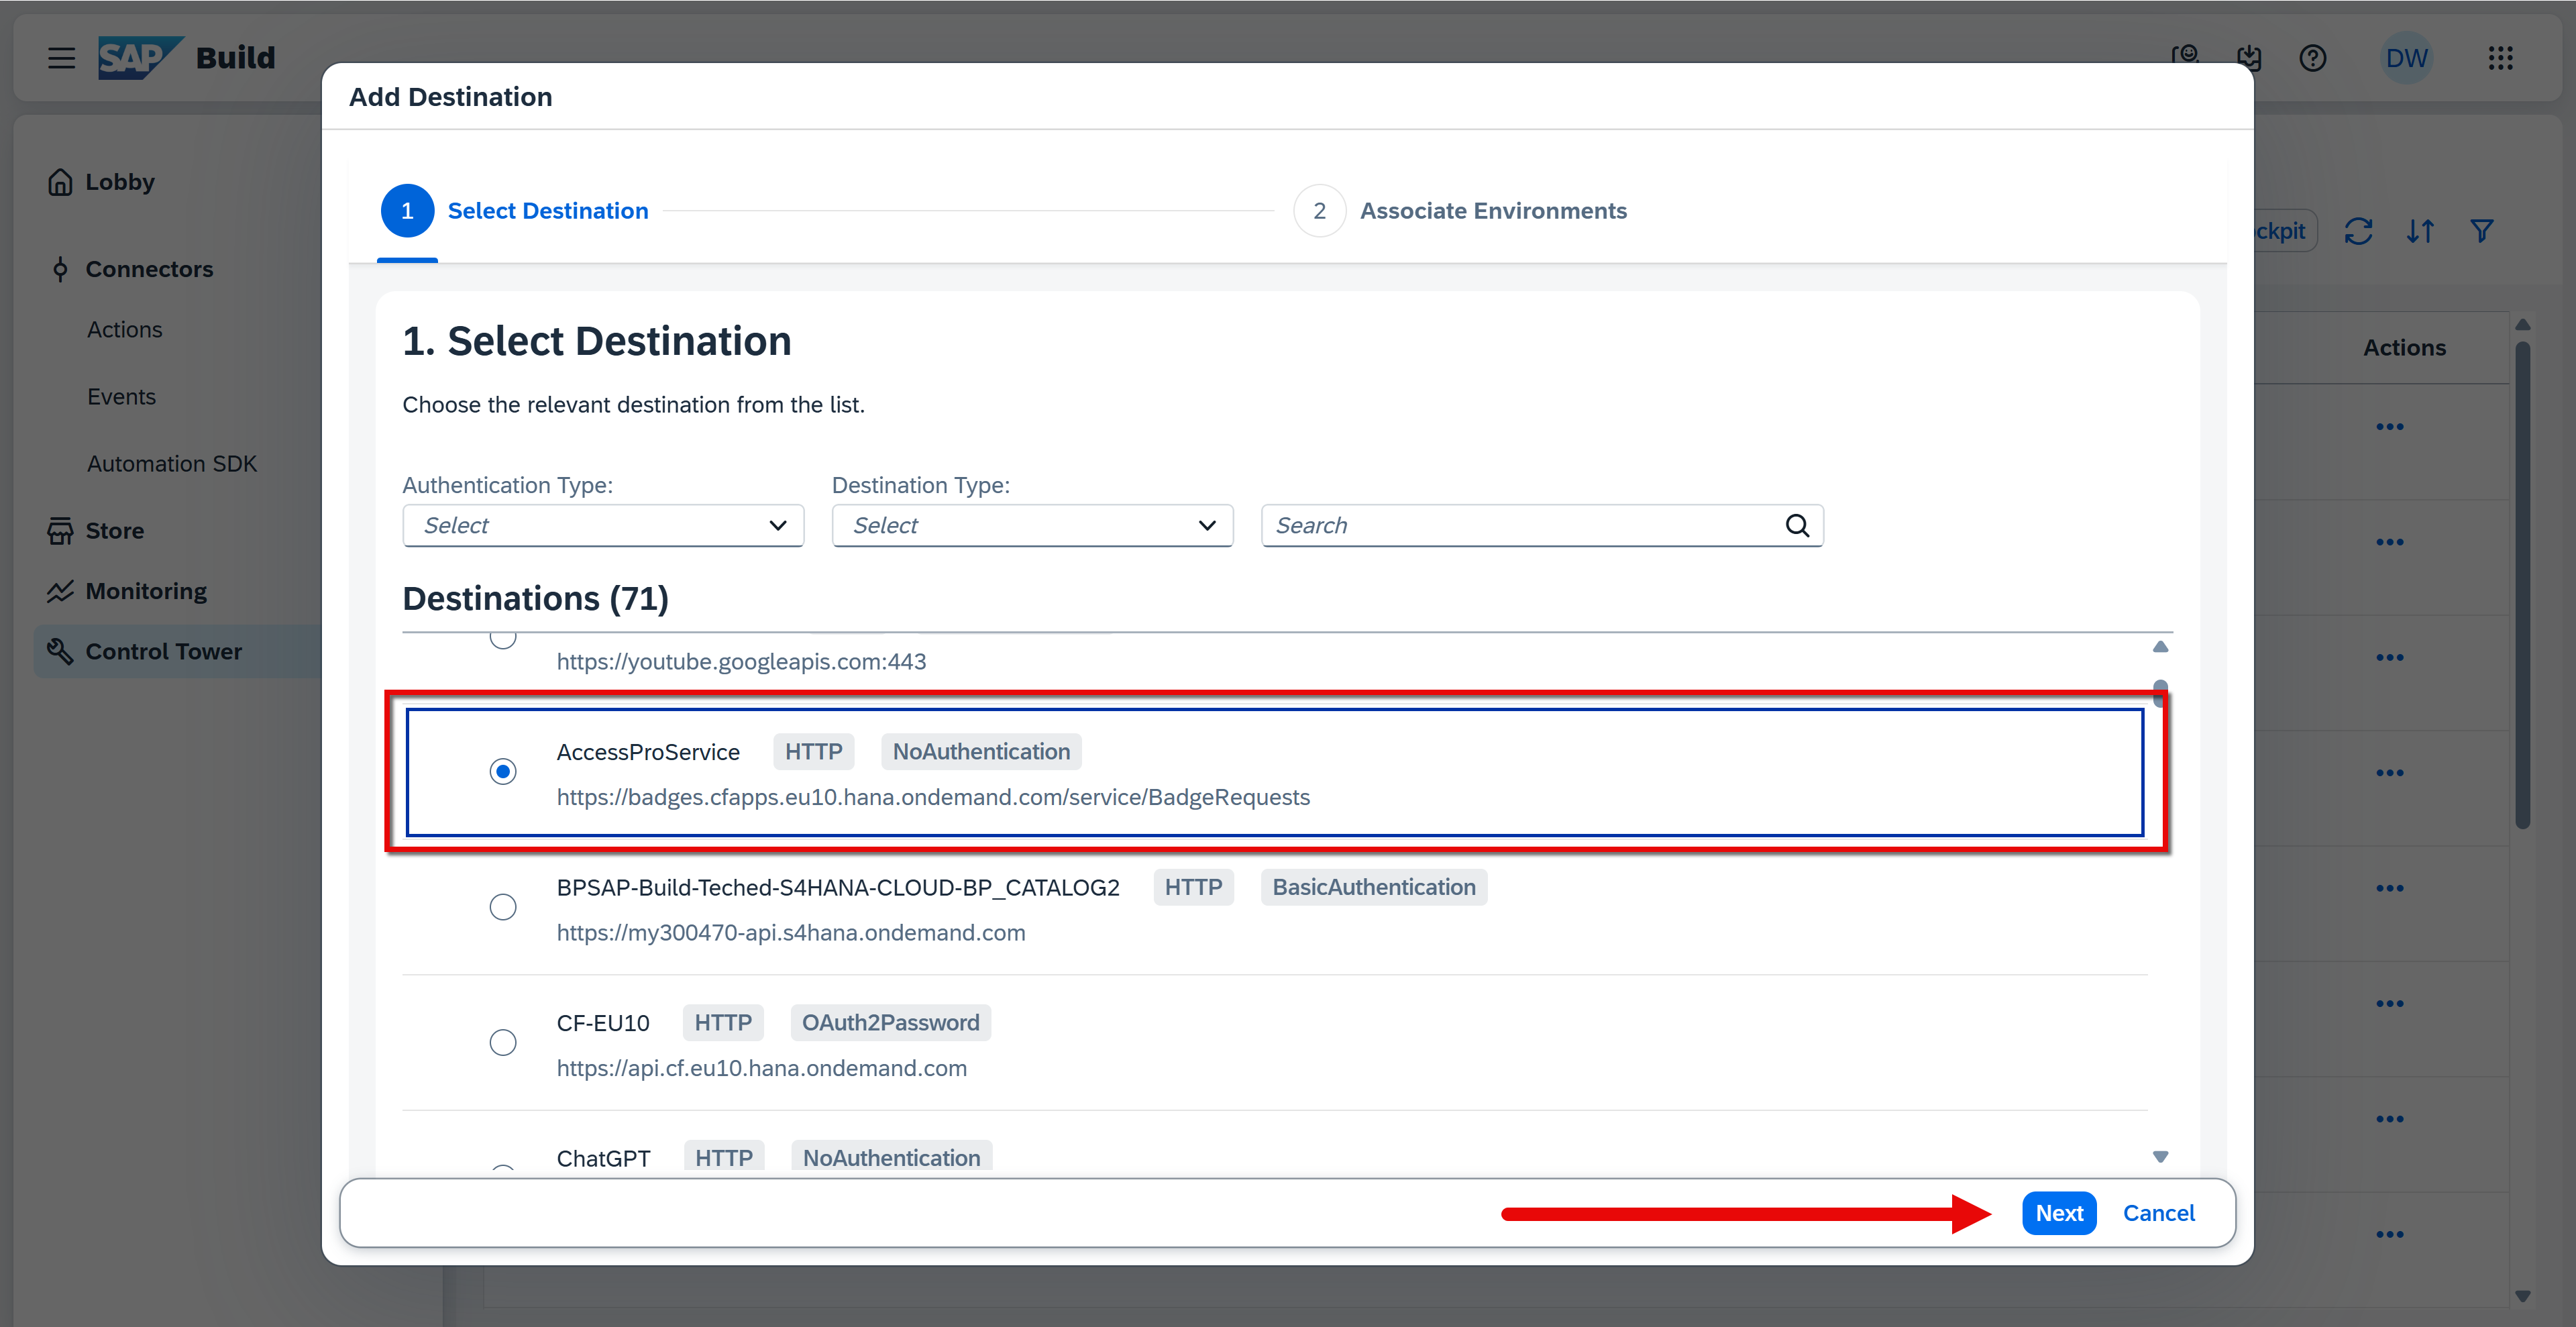 SAP Build
DW
Add Destination
Lobby
1 Select Destination
2 Associate Environments
ckpit
Connectors
1. Select Destination
Actions
Actions
Choose the relevant destination from the list.
Events
Automation SDK
Authentication Type:
Destination Type:
Select
Select
Search
Store
Monitoring
Destinations (71)
Control Tower
https://youtube.googleapis.com:443
AccessProService HTTP NoAuthentication
https://badges.cfapps.eu10.hana.ondemand.com/service/BadgeRequests
BPSAP-Build-Teched-S4HANA-CLOUD-BP_CATALOG2 HTTP BasicAuthentication
https://my300470-api.s4hana.ondemand.com
CF-EU10 HTTP OAuth2Password
https://api.cf.eu10.hana.ondemand.com
ChatGPT HTTP NoAuthentication
Next Cancel